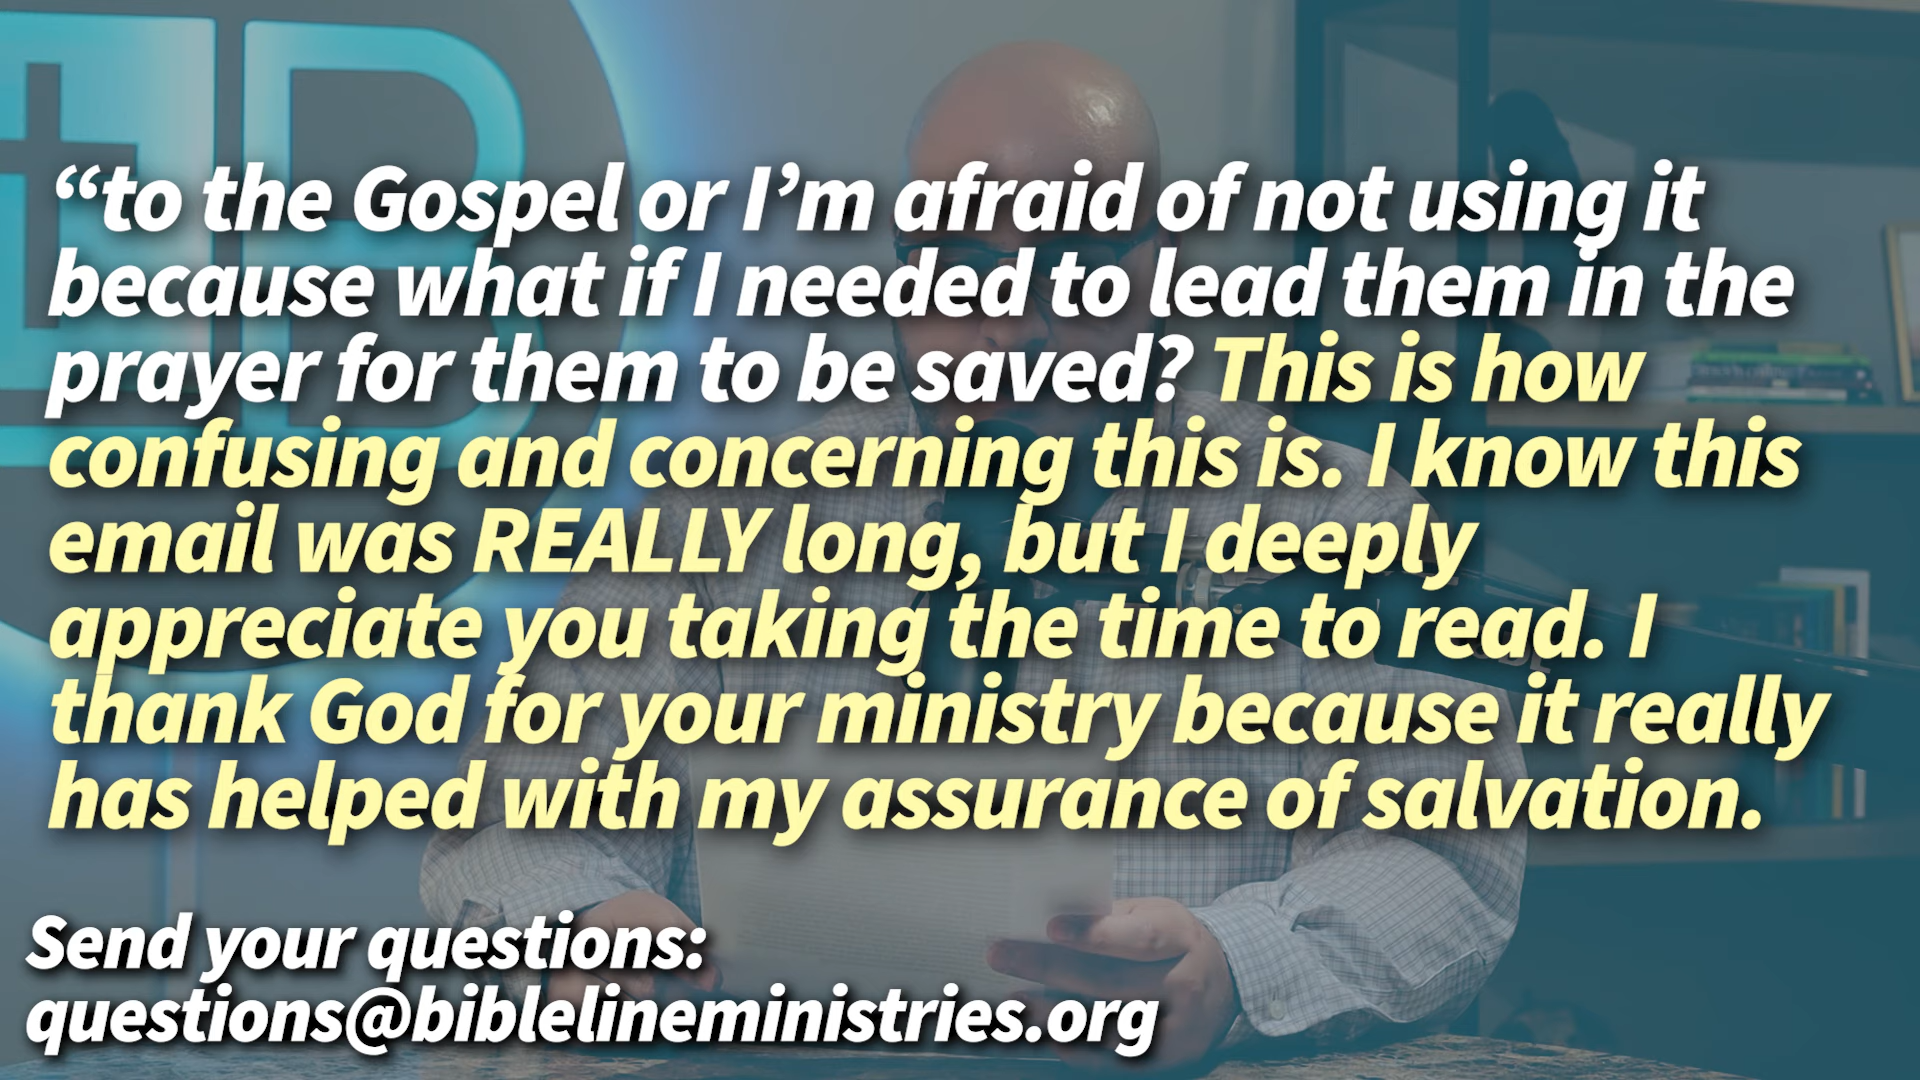 “to the Gospel or I’m afraid of not using it
because what if I needed to lead them in the
prayer for them to be saved? This is how
confusing and concerning this is. I know this
email was REALLY long, but I deeply
appreciate you taking the time to read. I
thank God for your ministry because it really
has helped with my assurance of salvation.
Send your questions:
questions@biblelineministries.org
B